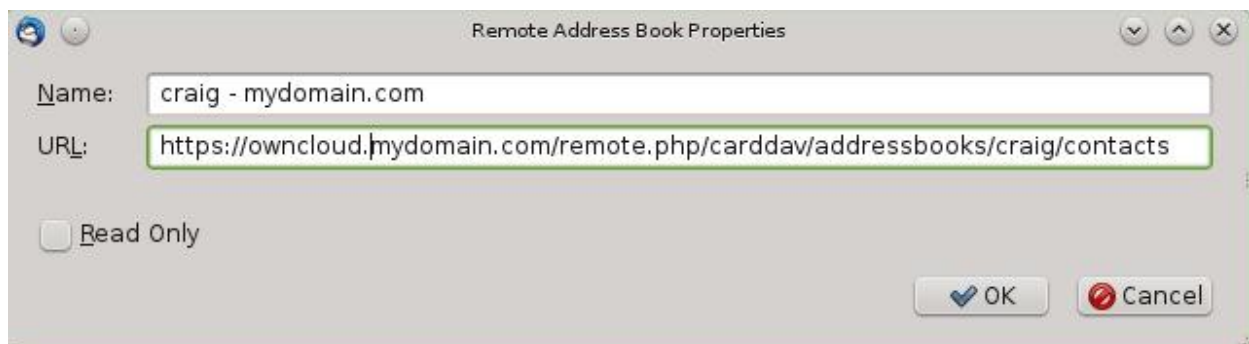 Remote Address Book Properties
Name: craig - mydomain.com
URL: https://owncloud.mydomain.com/remote.php/carddav/addressbooks/craig/contacts
Read Only
OK Cancel